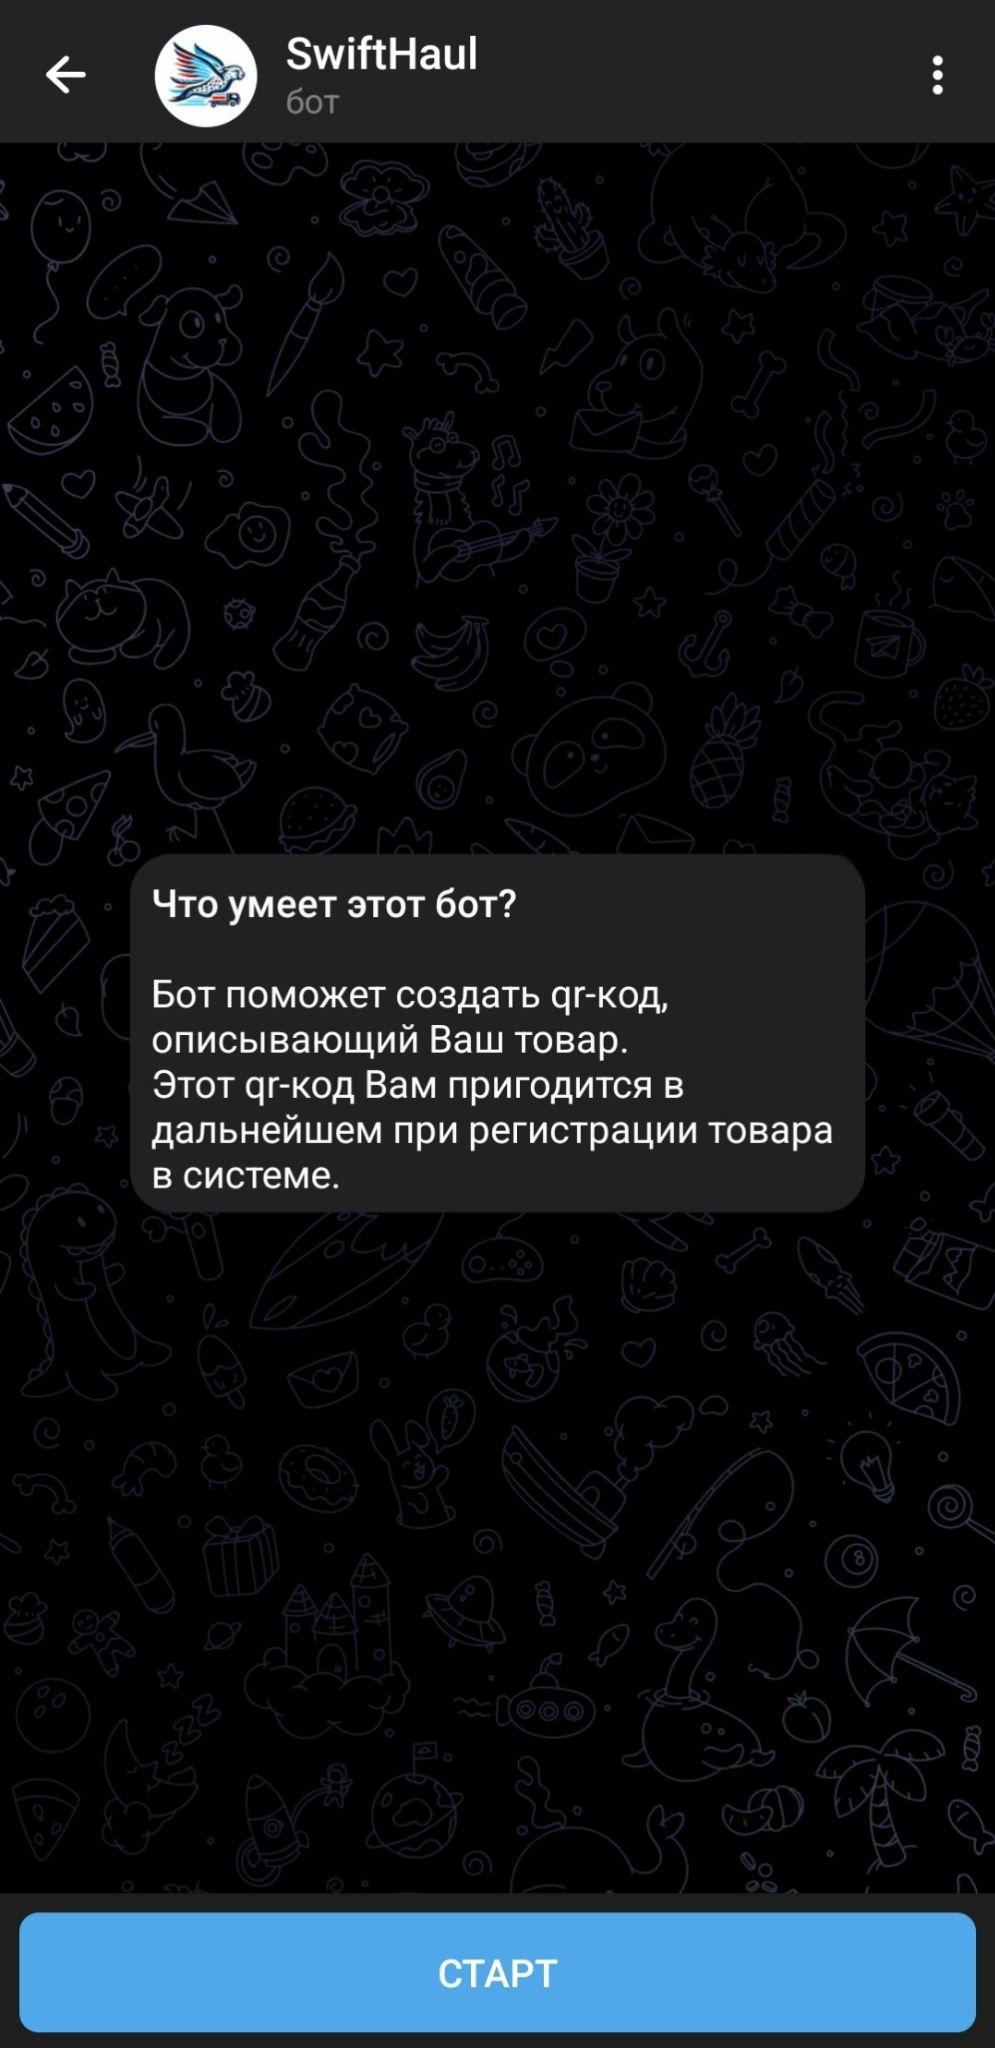 SwiftHaul
бот
Что умеет этот бот?
Бот поможет создать qr-код,
описывающий Ваш товар.
Этот qr-код Вам пригодится в
дальнейшем при регистрации товара
в системе.
СТАРТ